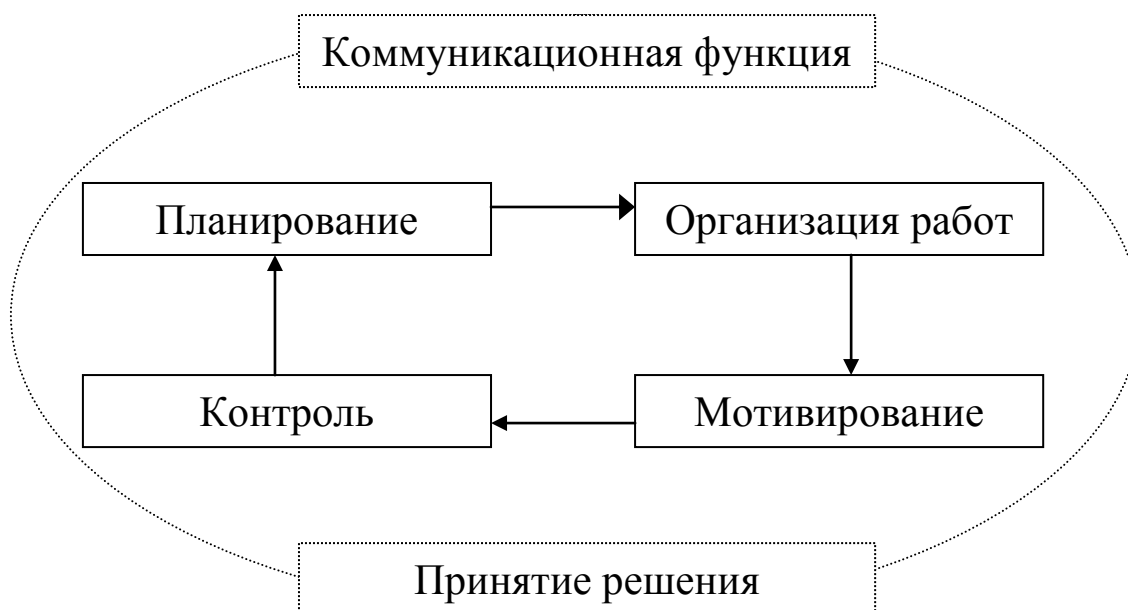 Коммуникационная функция
Планирование
Организация работ
Контроль
Мотивирование
Принятие решения